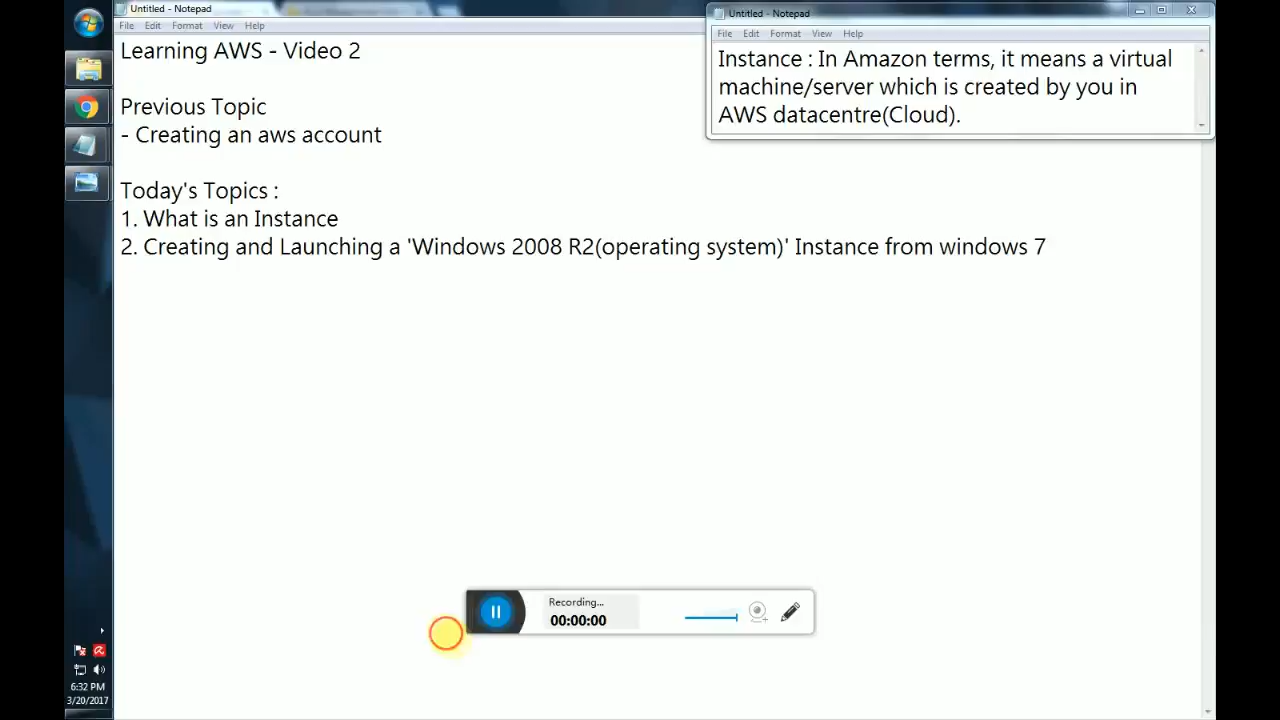 Untitled - Notepad
File Edit Format View Help
Learning AWS - Video 2
Previous Topic
- Creating an aws account
Today's Topics :
1. What is an Instance
2. Creating and Launching a 'Windows 2008 R2(operating system)' Instance from windows 7
Untitled - Notepad
File Edit Format View Help
Instance : In Amazon terms, it means a virtual
machine/server which is created by you in
AWS datacentre(Cloud).
Recording...
00:00:00
6:32 PM
3/20/2017